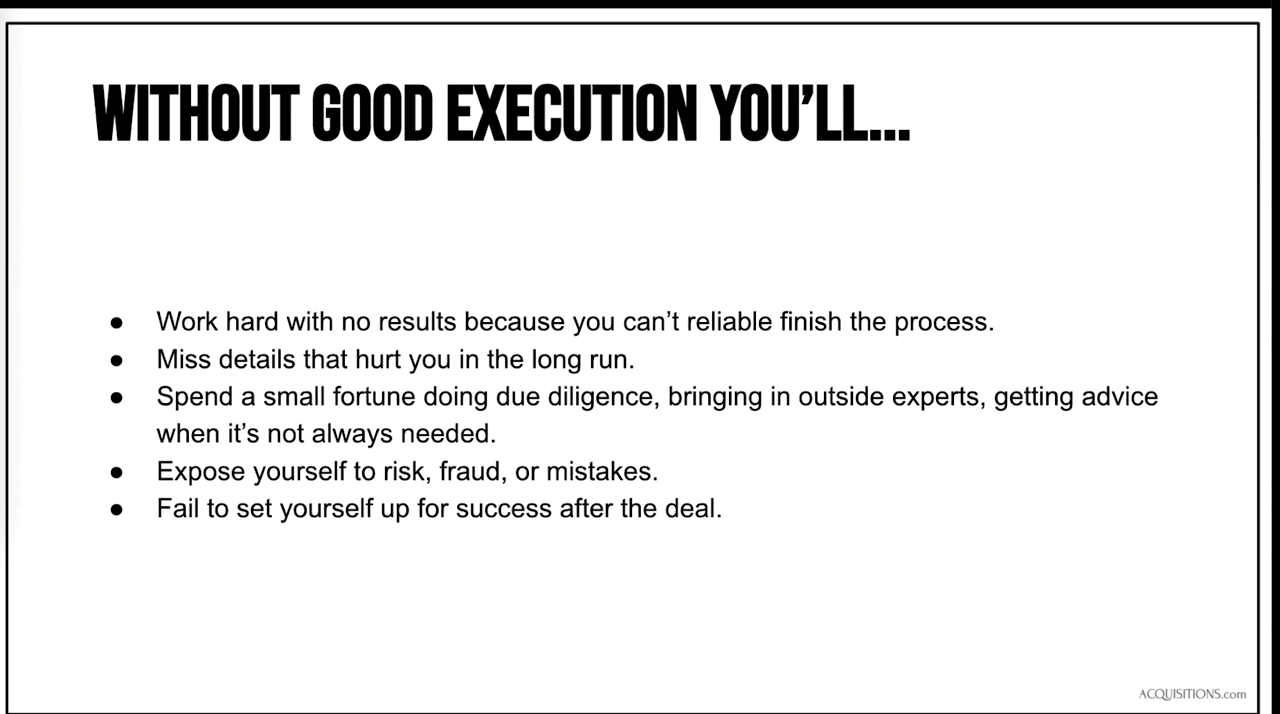 WITHOUT GOOD EXECUTION YOU'LL...
● Work hard with no results because you can't reliable finish the process.
● Miss details that hurt you in the long run.
● Spend a small fortune doing due diligence, bringing in outside experts, getting advice
when it's not always needed.
● Expose yourself to risk, fraud, or mistakes.
● Fail to set yourself up for success after the deal.
ACQUISITIONS.com